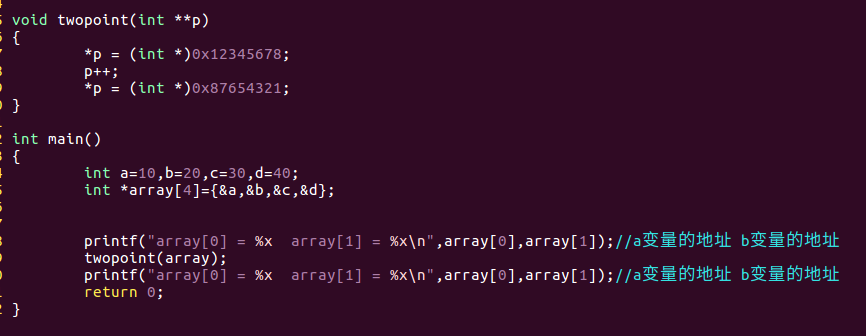 void twopoint(int **p)
{
        *p = (int *)0x12345678;
        p++;
        *p = (int *)0x87654321;
}
int main()
{
        int a=10,b=20,c=30,d=40;
        int *array[4]={&a,&b,&c,&d};
        printf("array[0] = %x  array[1] = %x\n",array[0],array[1]);//a变量的地址 b变量的地址
        twopoint(array);
        printf("array[0] = %x  array[1] = %x\n",array[0],array[1]);//a变量的地址 b变量的地址
        return 0;
}